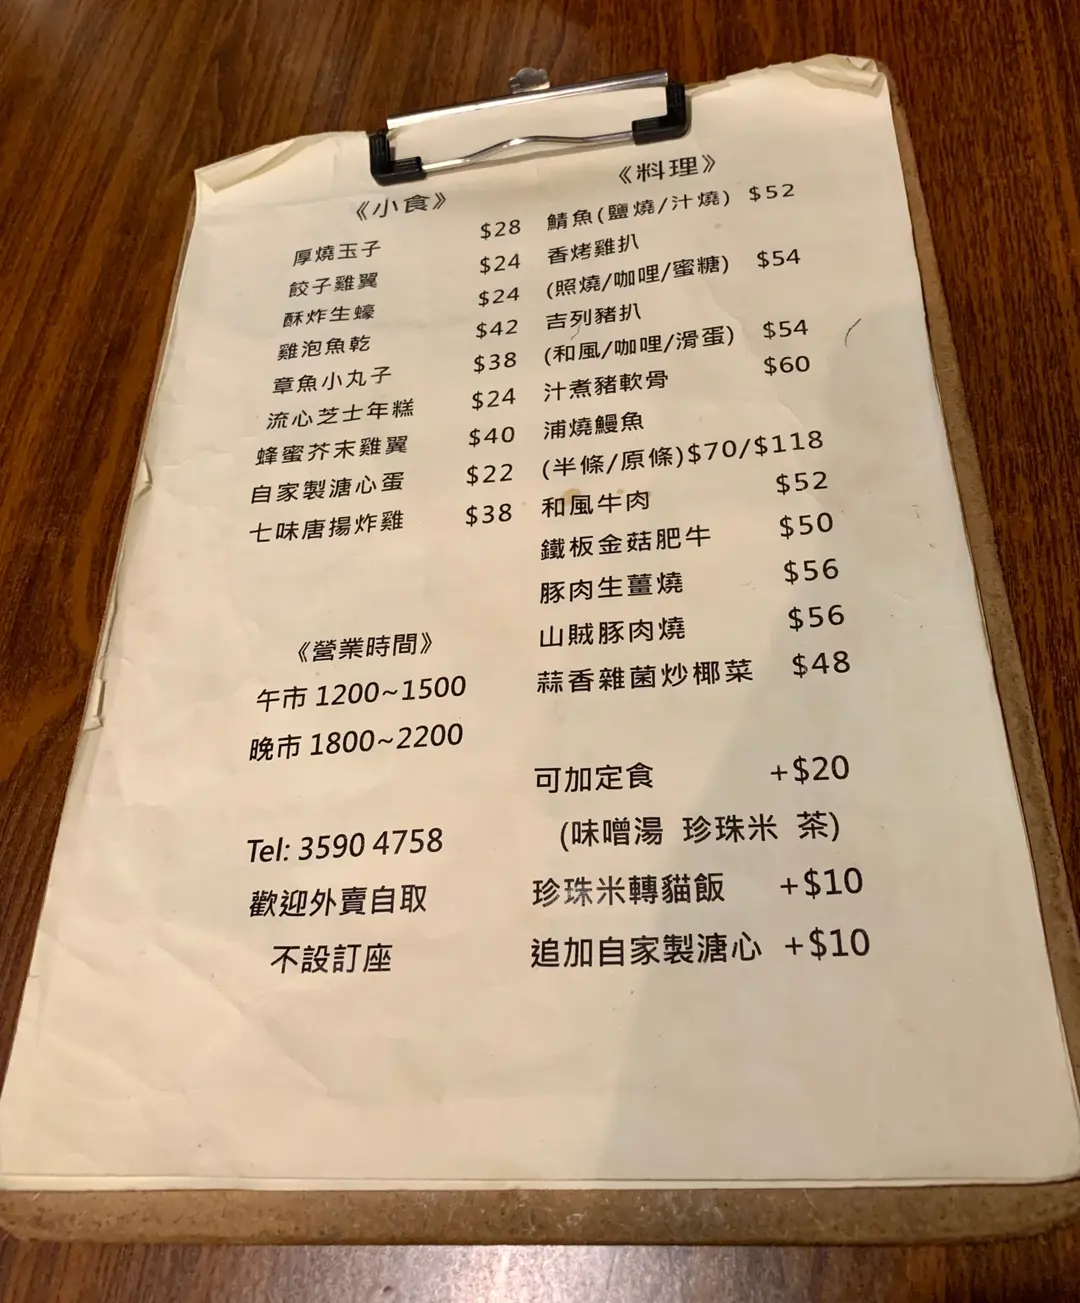 《小食》
厚燒玉子 $28
餃子雞翼 $24
酥炸生蠔 $24
雞泡魚乾 $42
章魚小丸子 $38
流心芝士年糕 $24
蜂蜜芥末雞翼 $40
自家製溏心蛋 $22
七味唐揚炸雞 $38
《營業時間》
午市 1200~1500
晚市 1800~2200
Tel: 3590 4758
歡迎外賣自取
不設訂座
《料理》
鯖魚(鹽燒/汁燒) $52
香烤雞扒
(照燒/咖哩/蜜糖) $54
吉列豬扒
(和風/咖哩/滑蛋) $54
汁煮豬軟骨 $60
浦燒鰻魚
(半條/原條)$70/$118
和風牛肉 $52
鐵板金菇肥牛 $50
豚肉生薑燒 $56
山賊豚肉燒 $56
蒜香雜菌炒椰菜 $48
可加定食 +$20
(味噌湯 珍珠米 茶)
珍珠米轉貓飯 +$10
追加自家製溏心 +$10